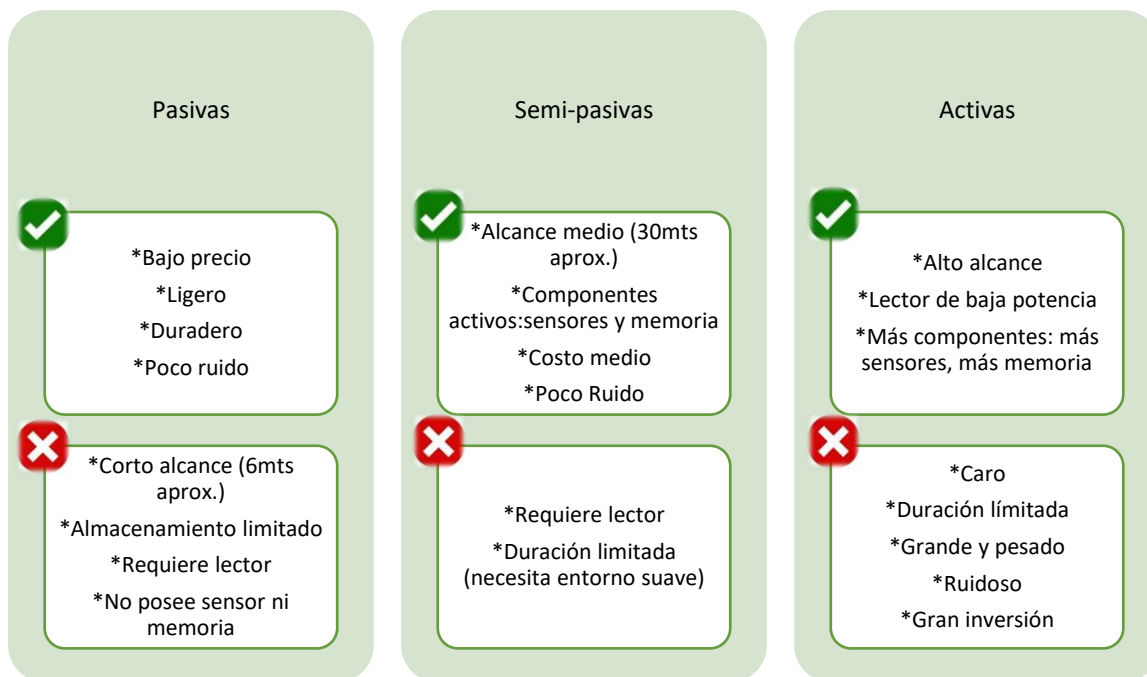 Pasivas
*Bajo precio
*Ligero
*Duradero
*Poco ruido
*Corto alcance (6mts
aprox.)
*Almacenamiento limitado
*Requiere lector
*No posee sensor ni
memoria
Semi-pasivas
*Alcance medio (30mts
aprox.)
*Componentes
activos:sensores y memoria
*Costo medio
*Poco Ruido
*Requiere lector
*Duración limitada
(necesita entorno suave)
Activas
*Alto alcance
*Lector de baja potencia
*Más componentes: más
sensores, más memoria
*Caro
*Duración límitada
*Grande y pesado
*Ruidoso
*Gran inversión